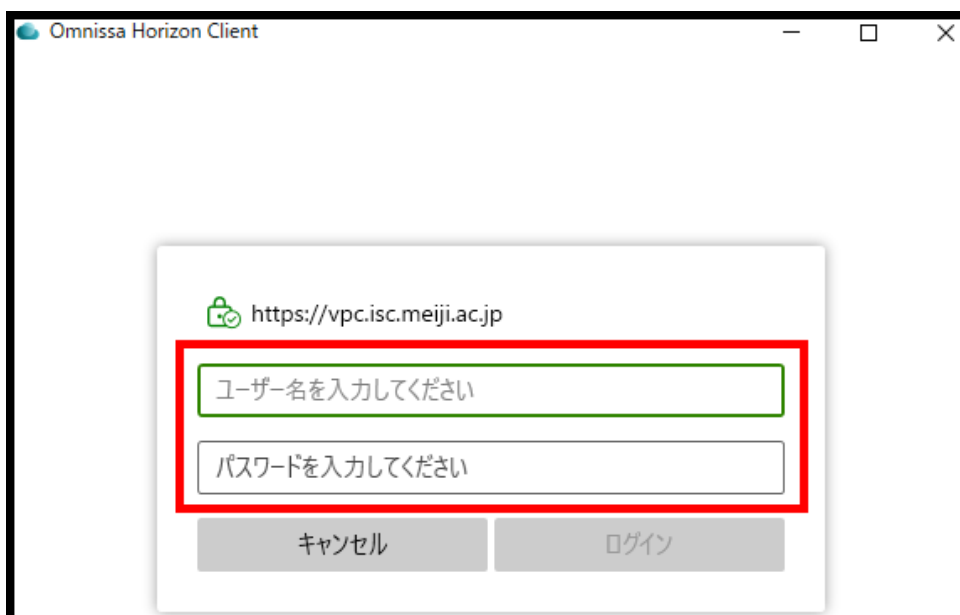 Omnissa Horizon Client
https://vpc.isc.meiji.ac.jp
ユーザー名を入力してください
パスワードを入力してください
キャンセル
ログイン